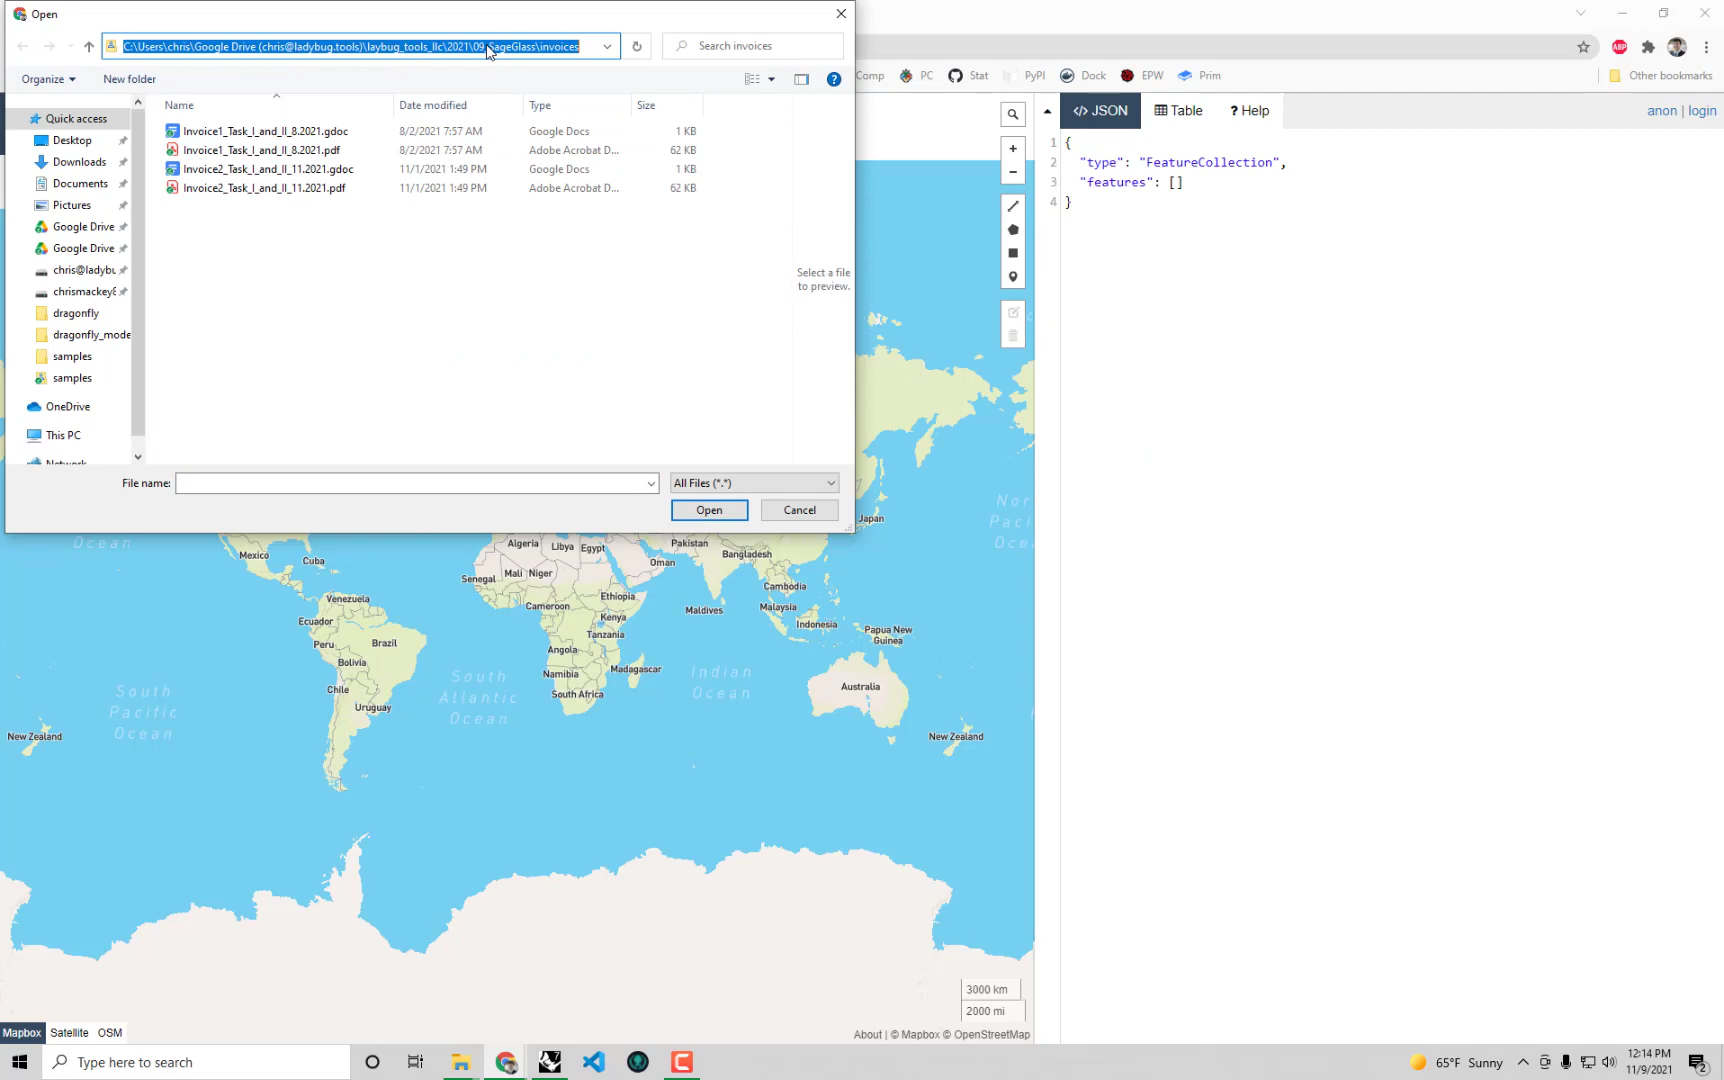 Open
C:\Users\chris\Google Drive (chris@ladybug.tools)\laybug_tools_llc\2021\09_SageGlass\invoices
Search invoices
Organize
New folder
Name
Date modified
Type
Size
Invoice1_Task_I_and_II_8.2021.gdoc 8/2/2021 7:57 AM Google Docs 1 KB
Invoice1_Task_I_and_II_8.2021.pdf 8/2/2021 7:57 AM Adobe Acrobat D... 62 KB
Invoice2_Task_I_and_II_11.2021.gdoc 11/1/2021 1:49 PM Google Docs 1 KB
Invoice2_Task_I_and_II_11.2021.pdf 11/1/2021 1:49 PM Adobe Acrobat D... 62 KB
Quick access
Desktop
Downloads
Documents
Pictures
Google Drive
Google Drive
chris@ladybu
chrismackey
dragonfly
dragonfly_mode
samples
samples
OneDrive
This PC
Network
Select a file
to preview.
File name:
All Files (*.*)
Open
Cancel
Comp
PC
Stat
PyPI
Dock
EPW
Prim
Other bookmarks
ABP
</> JSON
Table
? Help
anon | login
1 {
2 "type": "FeatureCollection",
3 "features": []
4 }
+
−
Ocean
Mexico
Cuba
Venezuela
Ecuador
Peru
Brazil
Bolivia
Chile
Uruguay
South
Pacific
Ocean
New Zealand
South
Atlantic
Ocean
Algeria
Libya
Egypt
Senegal
Mali
Niger
Cameroon
Ethiopia
Kenya
Tanzania
Angola
Namibia
Madagascar
South Africa
Pakistan
Oman
Bangladesh
Cambodia
Malaysia
Maldives
Indonesia
Papua New
Guinea
Indian
Ocean
Australia
New Zealand
Japan
Nor
Pacifi
Oce
3000 km
2000 mi
Mapbox
Satellite
OSM
About | © Mapbox © OpenStreetMap
Type here to search
65°F Sunny
12:14 PM
11/9/2021
2